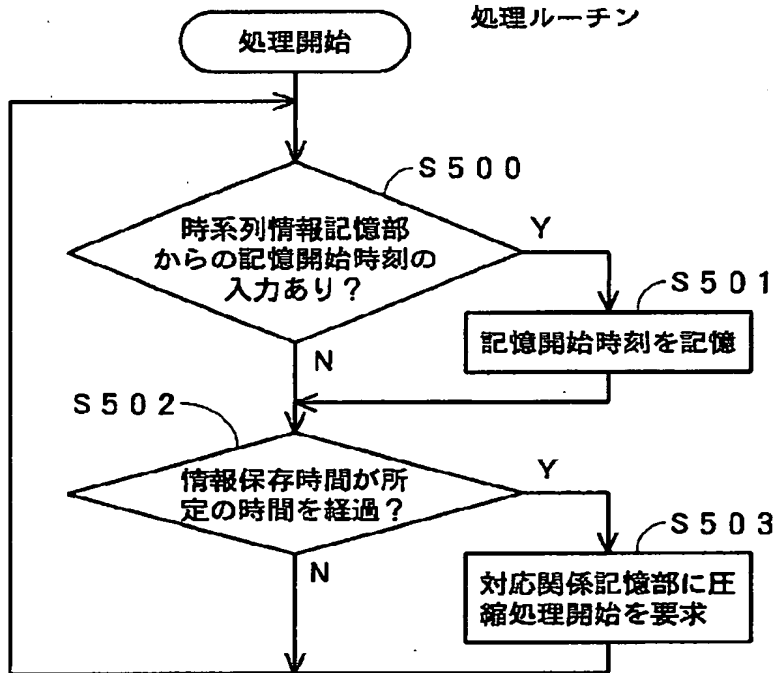 処理ルーチン
処理開始
S500
時系列情報記憶部
からの記憶開始時刻の
入力あり？
Y
S501
記憶開始時刻を記憶
N
S502
情報保存時間が所
定の時間を経過？
Y
S503
対応関係記憶部に圧
縮処理開始を要求
N